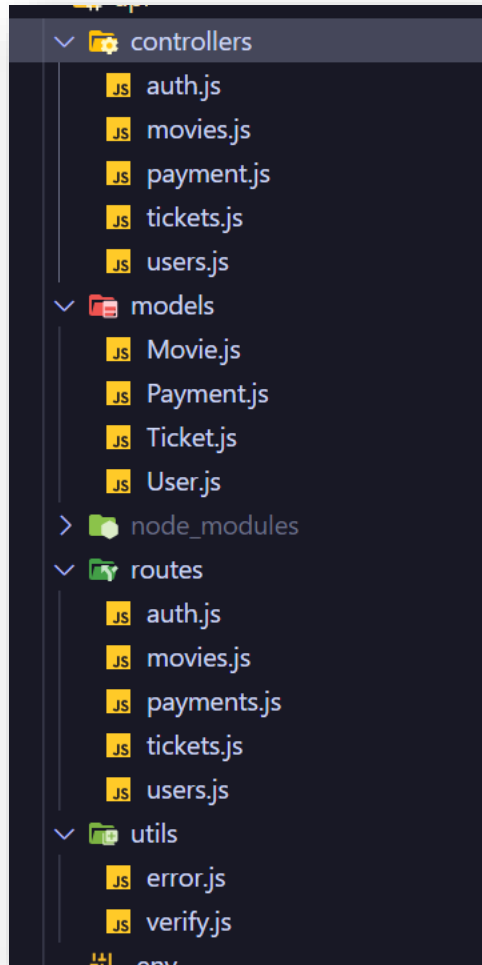 controllers
JS auth.js
JS movies.js
JS payment.js
JS tickets.js
JS users.js
models
JS Movie.js
JS Payment.js
JS Ticket.js
JS User.js
node_modules
routes
JS auth.js
JS movies.js
JS payments.js
JS tickets.js
JS users.js
utils
JS error.js
JS verify.js
.env